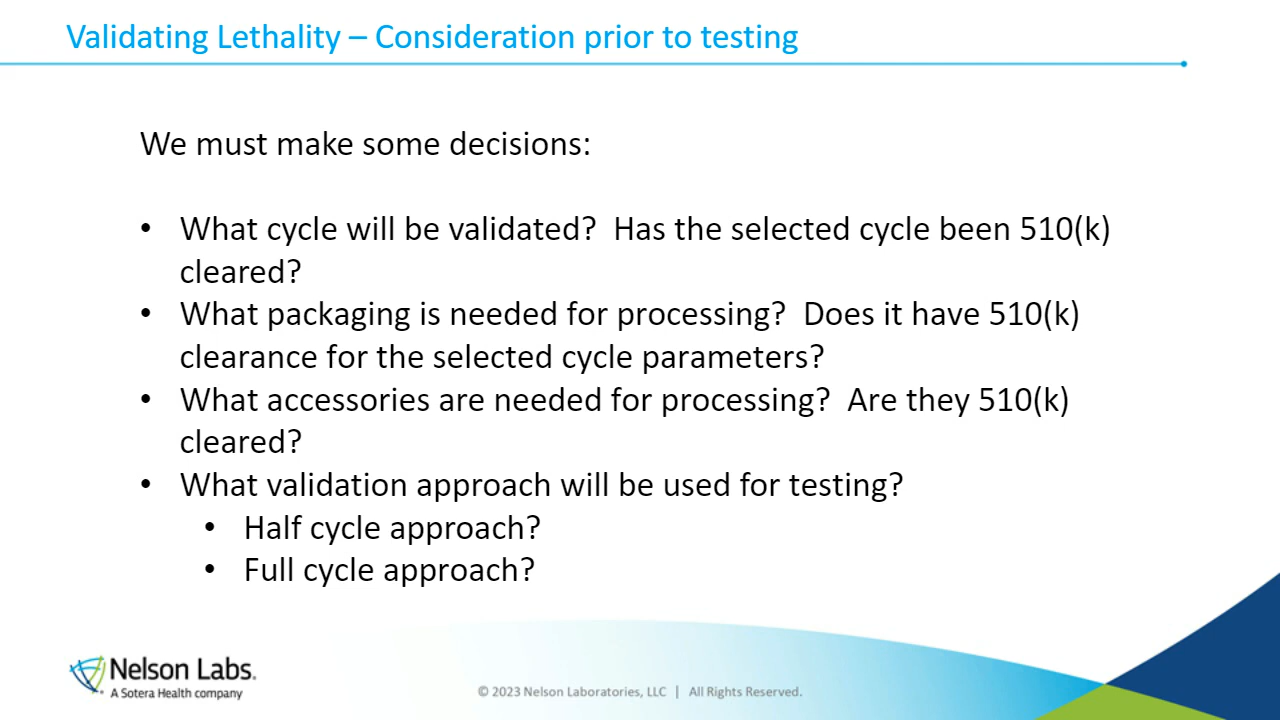 Validating Lethality – Consideration prior to testing
We must make some decisions:
• What cycle will be validated?  Has the selected cycle been 510(k)
cleared?
• What packaging is needed for processing?  Does it have 510(k)
clearance for the selected cycle parameters?
• What accessories are needed for processing?  Are they 510(k)
cleared?
• What validation approach will be used for testing?
• Half cycle approach?
• Full cycle approach?
Nelson Labs.
A Sotera Health company
© 2023 Nelson Laboratories, LLC | All Rights Reserved.